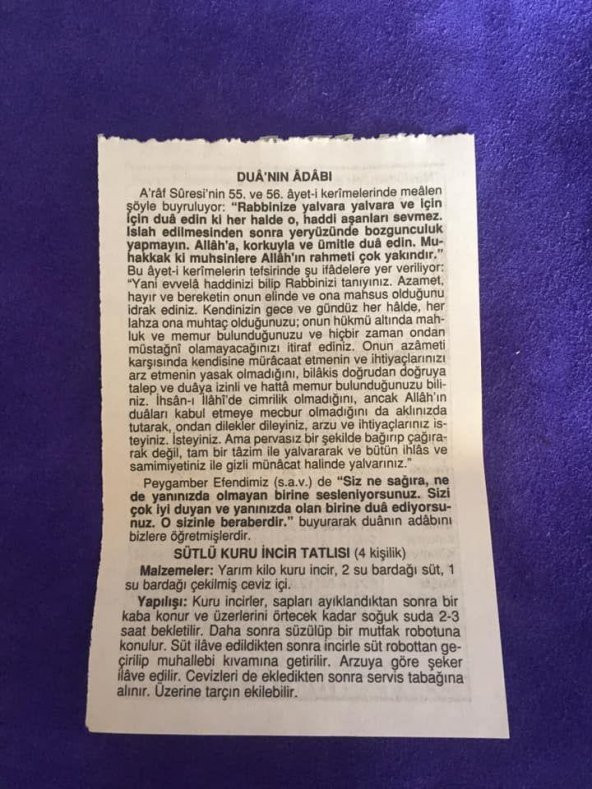 DUÂ'NIN ÂDÂBI
A'râf Sûresi'nin 55. ve 56. âyet-i kerîmelerinde meâlen
şöyle buyruluyor: "Rabbinize yalvara yalvara ve için
için duâ edin ki her halde o, haddi aşanları sevmez.
Islah edilmesinden sonra yeryüzünde bozgunculuk
yapmayın. Allâh'a, korkuyla ve ümitle duâ edin. Mu-
hakkak ki muhsinlere Allâh'ın rahmeti çok yakındır."
Bu âyet-i kerîmelerin tefsirinde şu ifâdelere yer veriliyor:
"Yani evvelâ haddinizi bilip Rabbinizi tanıyınız. Azamet,
hayır ve bereketin onun elinde ve ona mahsus olduğunu
idrak ediniz. Kendinizin gece ve gündüz her hâlde, her
lahza ona muhtaç olduğunuzu; onun hükmü altında mah-
luk ve memur bulunduğunuzu ve hiçbir zaman ondan
müstağnî olamayacağınızı itiraf ediniz. Onun azâmeti
karşısında kendisine mürâcaat etmenin ve ihtiyaçlarınızı
arz etmenin yasak olmadığını, bilâkis doğrudan doğruya
talep ve duâya izinli ve hattâ memur bulunduğunuzu bili-
niz. İhsân-ı İlâhî'de cimrilik olmadığını, ancak Allâh'ın
duâları kabul etmeye mecbur olmadığını da aklınızda
tutarak, ondan dilekler dileyiniz, arzu ve ihtiyaçlarınız is-
teyiniz. İsteyiniz. Ama pervasız bir şekilde bağırıp çağıra-
rak değil, tam bir tâzim ile yalvararak ve bütün ihlâs ve
samimiyetiniz ile gizli münâcat halinde yalvarınız."
Peygamber Efendimiz (s.a.v.) de "Siz ne sağıra, ne
de yanınızda olmayan birine sesleniyorsunuz. Sizi
çok iyi duyan ve yanınızda olan birine duâ ediyorsu-
nuz. O sizinle beraberdir." buyurarak duânın adabını
bizlere öğretmişlerdir.
SÜTLÜ KURU İNCİR TATLISI (4 kişilik)
Malzemeler: Yarım kilo kuru incir, 2 su bardağı süt, 1
su bardağı çekilmiş ceviz içi.
Yapılışı: Kuru incirler, sapları ayıklandıktan sonra bir
kaba konur ve üzerlerini örtecek kadar soğuk suda 2-3
saat bekletilir. Daha sonra süzülüp bir mutfak robotuna
konulur. Süt ilâve edildikten sonra incirle süt robottan ge-
çirilip muhallebi kıvamına getirilir. Arzuya göre şeker
ilâve edilir. Cevizleri de ekledikten sonra servis tabağına
alınır. Üzerine tarçın ekilebilir.